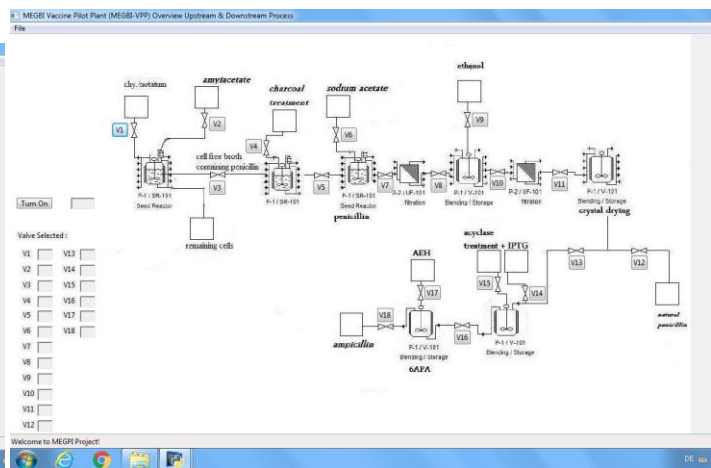 MEGBI Vaccine Pilot Plant (MEGBI-VPP) Overview Upstream & Downstream Process
File
ethanol
chy./notatum
amylacetate
charcoal
treatment
sodrum acetate
V1
V2
V4
V6
V9
cell free broth
containing penicillin
V3
V5
V7
V8
V10
V11
P-1 / SR-101
Seed Reactor
P-1 / SR-101
P-1 / SR-101
Seed Reactor
penicillin
P-2 / UF-101
filtration
P-1 / V-101
Blending / Storage
P-2 / UF-101
filtration
P-1 / V-101
Blending / Storage
crystal drying
Turn On
remaining cells
Valve Selected :
V1
V2
V3
V4
V5
V6
V7
V8
V9
V10
V11
V12
V13
V14
V15
V16
V17
V18
AEH
acyclase
treatment + IPTG
V13
V12
V15
V14
V17
V18
V16
ampicillin
P-1 / V-101
Blending / Storage
6APA
P-1 / V-101
Blending / Storage
natural
penicillin
Welcome to MEGPI Project!
DE